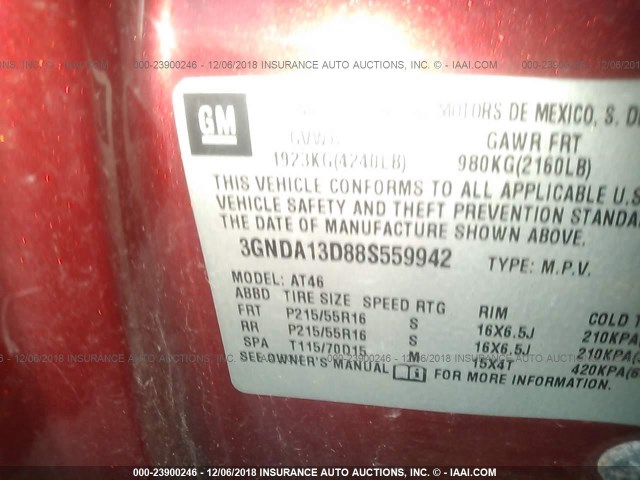 000-23900246 - 12/06/2018 INSURANCE AUTO AUCTIONS, INC. - IAAI.COM
GM
MOTORS DE MEXICO, S. DE
GVWR GAWR FRT
1923KG(4240LB) 980KG(2160LB)
THIS VEHICLE CONFORMS TO ALL APPLICABLE U.S.
VEHICLE SAFETY AND THEFT PREVENTION STANDA
THE DATE OF MANUFACTURE SHOWN ABOVE.
3GNDA13D88S559942 TYPE: M.P.V.
MODEL: AT46
ABBD TIRE SIZE SPEED RTG RIM COLD T
FRT P215/55R16 S 16X6.5J 210KPA(
RR P215/55R16 S 16X6.5J 210KPA(
SPA T115/70D15 M 15X4T 420KPA(6
SEE OWNER'S MANUAL FOR MORE INFORMATION.
000-23900246 - 12/06/2018 INSURANCE AUTO AUCTIONS, INC. - IAAI.COM